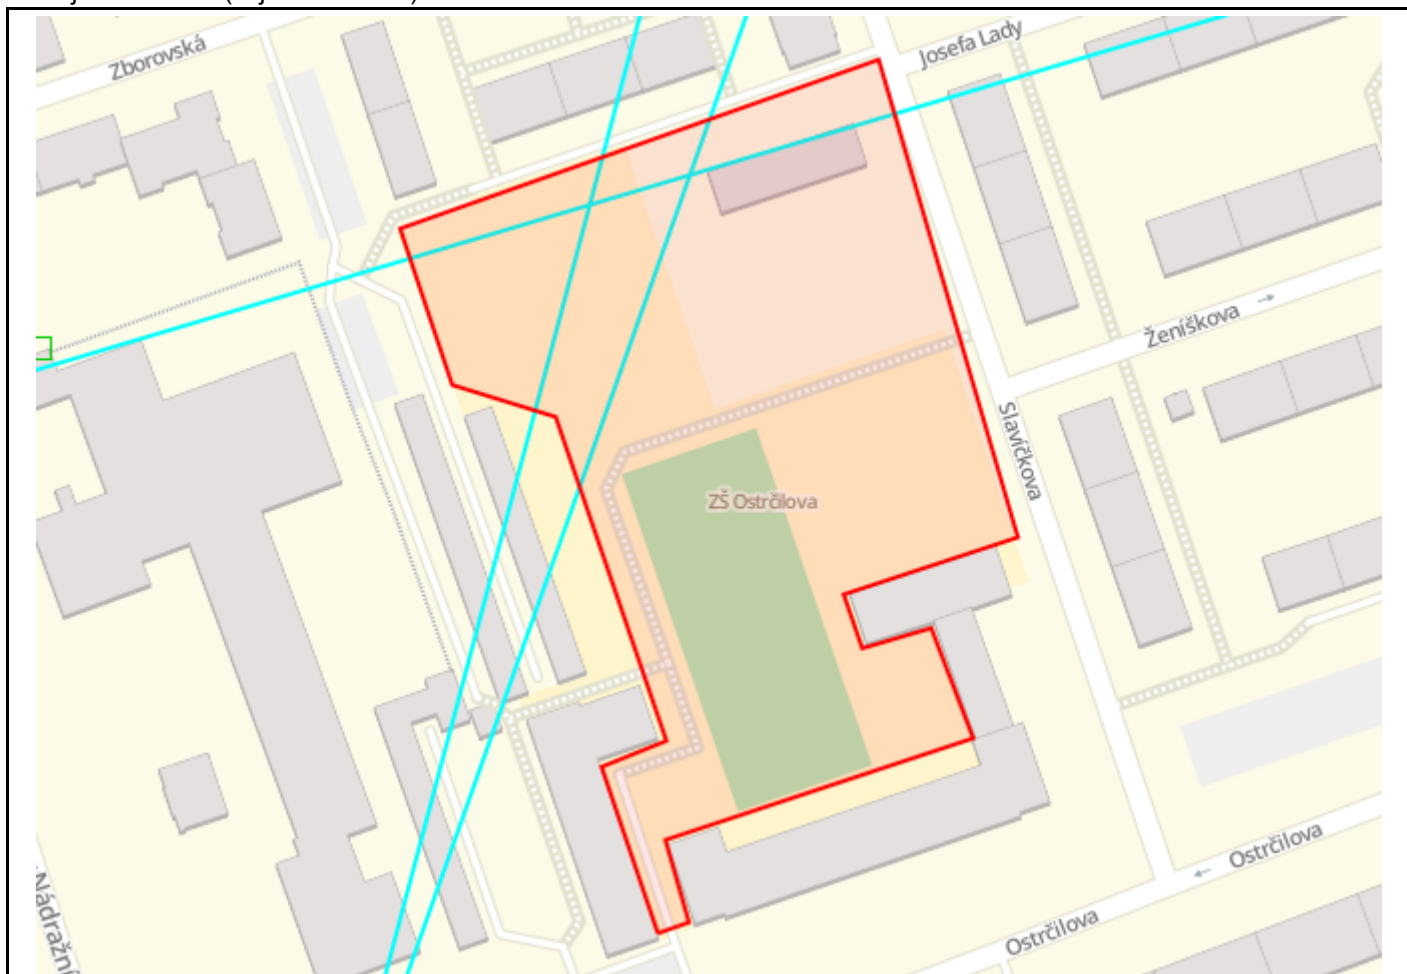 Zborovská
Josefa Lady
Ženíškova
Slavíčkova
ZŠ Ostrčilova
Ostrčilova
Ostrčilova
Nádražní